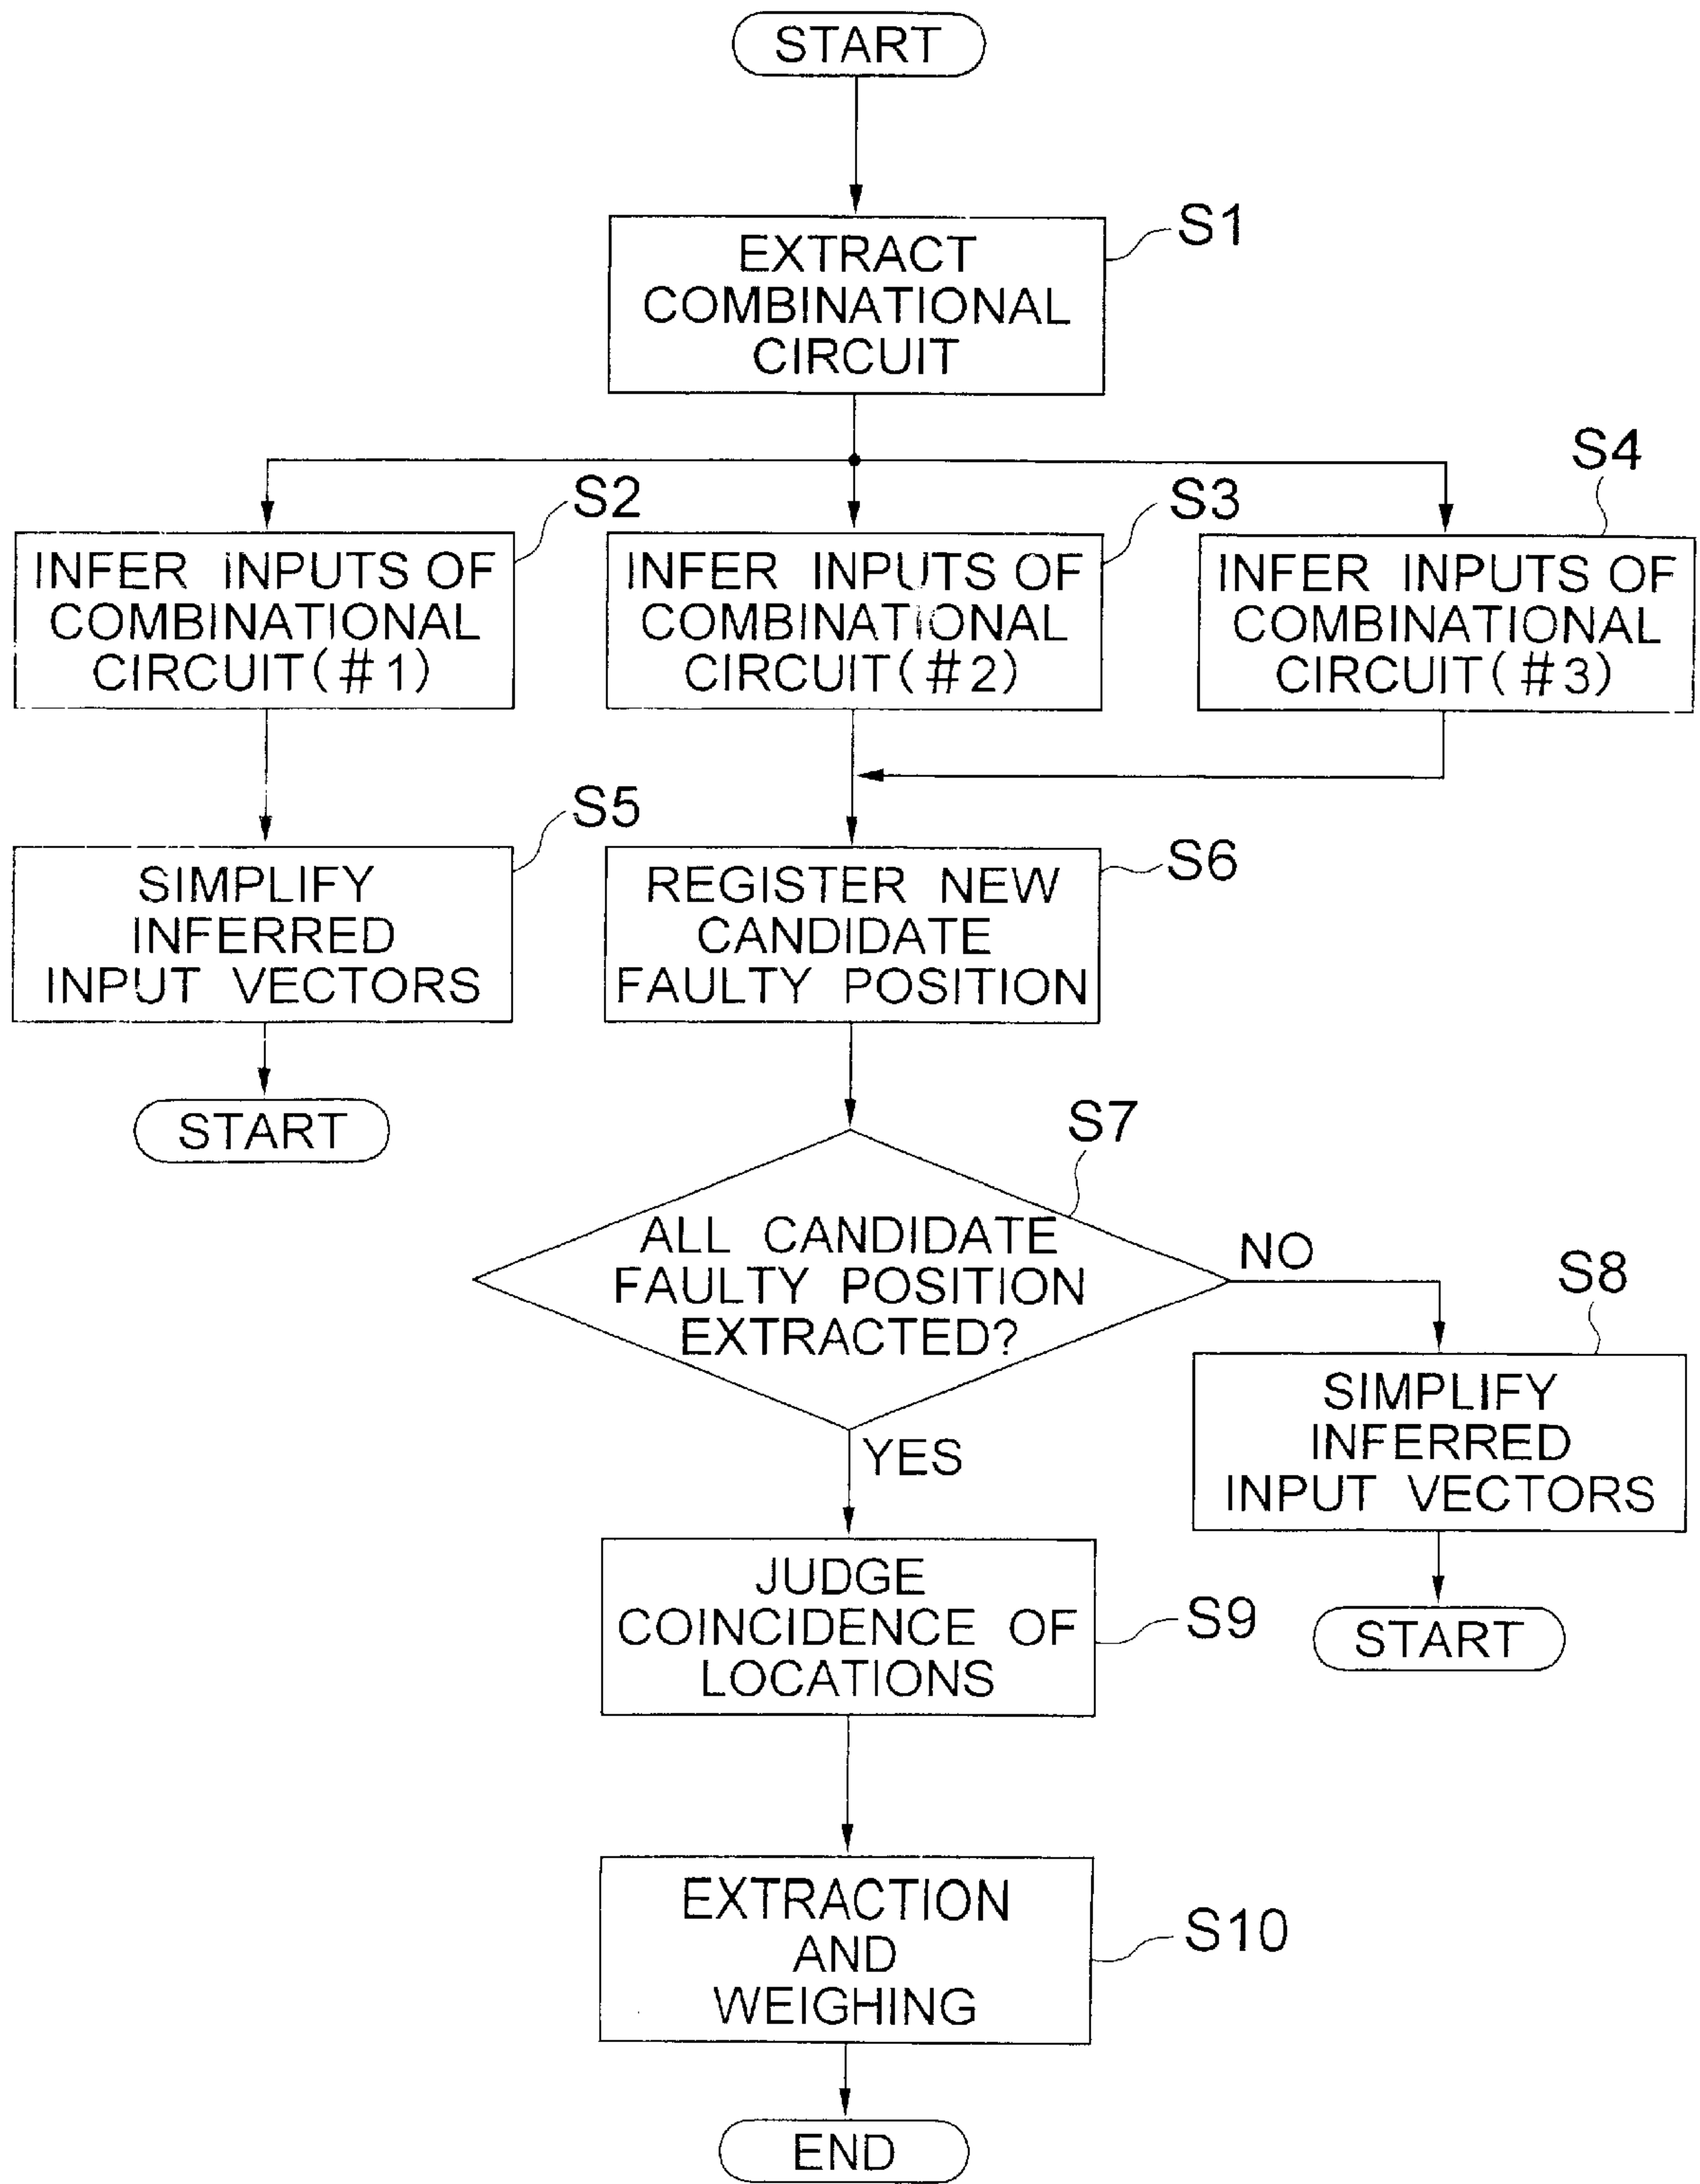 START
S1
EXTRACT
COMBINATIONAL
CIRCUIT
S2
INFER INPUTS OF
COMBINATIONAL
CIRCUIT(#1)
S3
INFER INPUTS OF
COMBINATIONAL
CIRCUIT(#2)
S4
INFER INPUTS OF
COMBINATIONAL
CIRCUIT(#3)
S5
SIMPLIFY
INFERRED
INPUT VECTORS
START
S6
REGISTER NEW
CANDIDATE
FAULTY POSITION
S7
ALL CANDIDATE
FAULTY POSITION
EXTRACTED?
NO
S8
SIMPLIFY
INFERRED
INPUT VECTORS
START
YES
JUDGE
COINCIDENCE OF
LOCATIONS
S9
EXTRACTION
AND
WEIGHING
S10
END